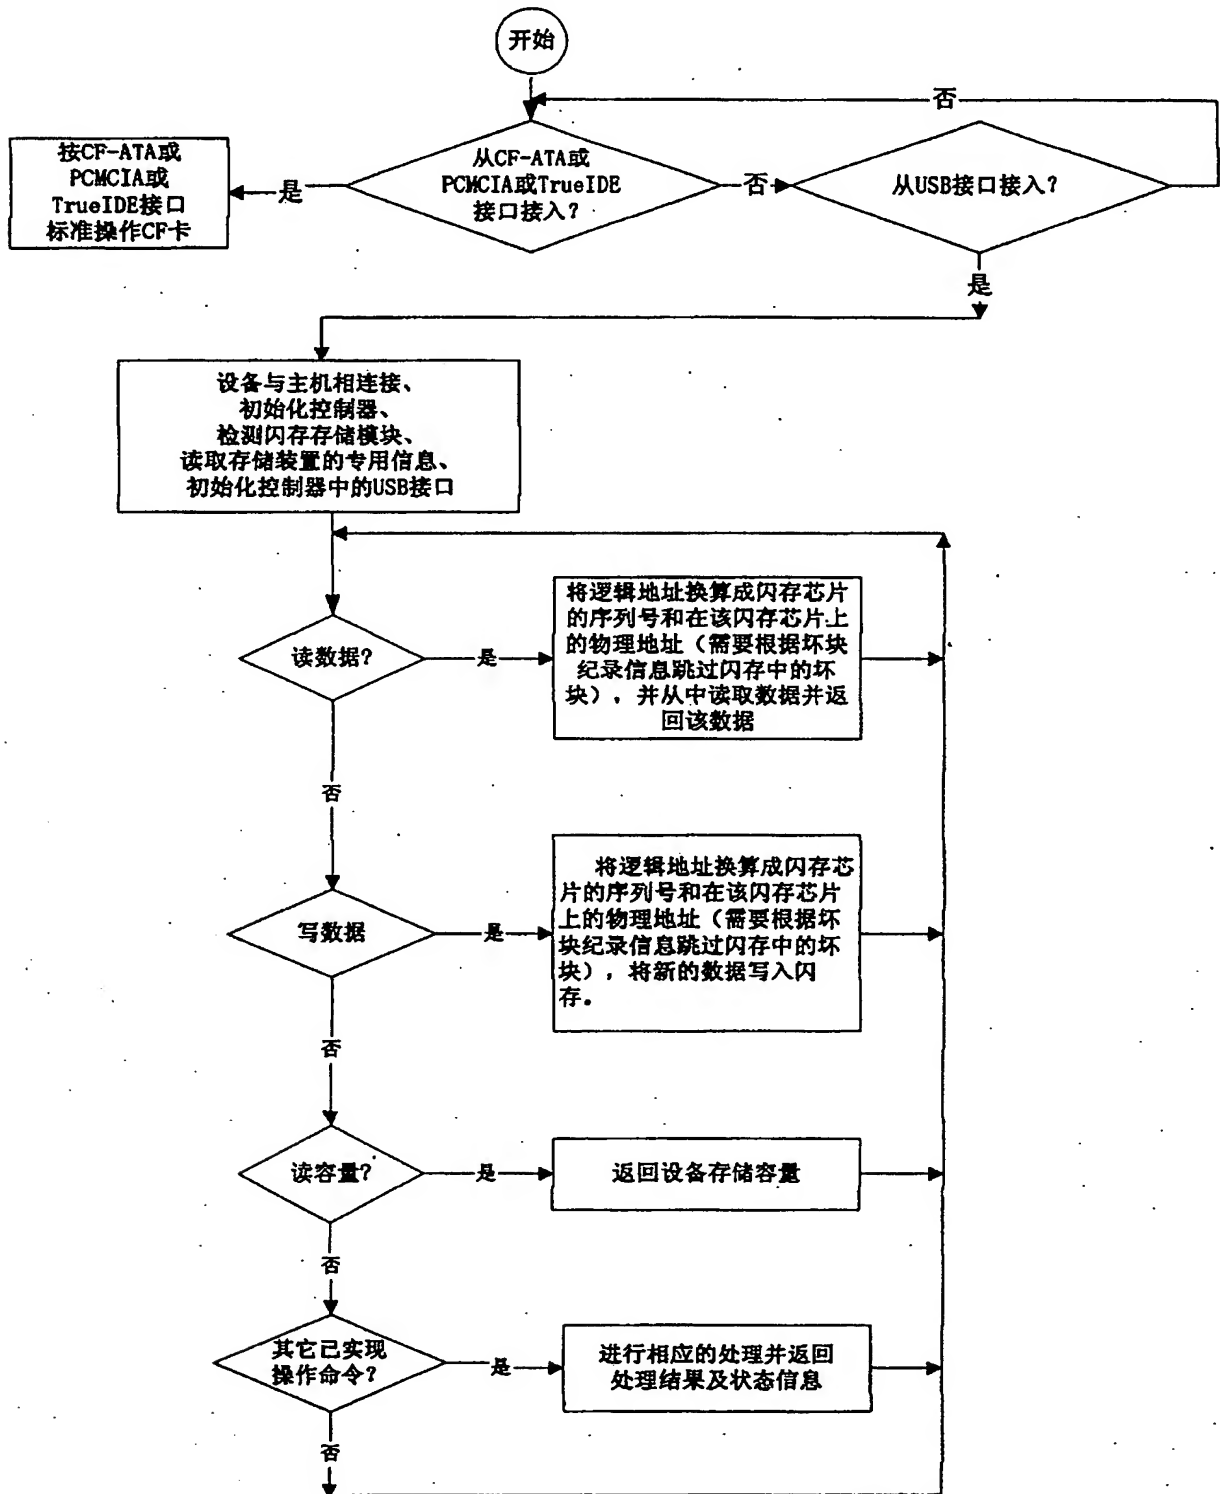 开始
否
按CF-ATA或
PCMCIA或
TrueIDE接口
标准操作CF卡
是
从CF-ATA或
PCMCIA或TrueIDE
接口接入？
否
从USB接口接入？
是
设备与主机相连接、
初始化控制器、
检测闪存存储模块、
读取存储装置的专用信息、
初始化控制器中的USB接口
读数据？
是
将逻辑地址换算成闪存芯片
的序列号和在该闪存芯片上
的物理地址（需要根据坏块
纪录信息跳过闪存中的坏
块），并从中读取数据并返
回该数据
否
写数据
是
将逻辑地址换算成闪存芯
片的序列号和在该闪存芯片
上的物理地址（需要根据坏
块纪录信息跳过闪存中的坏
块），将新的数据写入闪
存。
否
读容量？
是
返回设备存储容量
否
其它已实现
操作命令？
是
进行相应的处理并返回
处理结果及状态信息
否